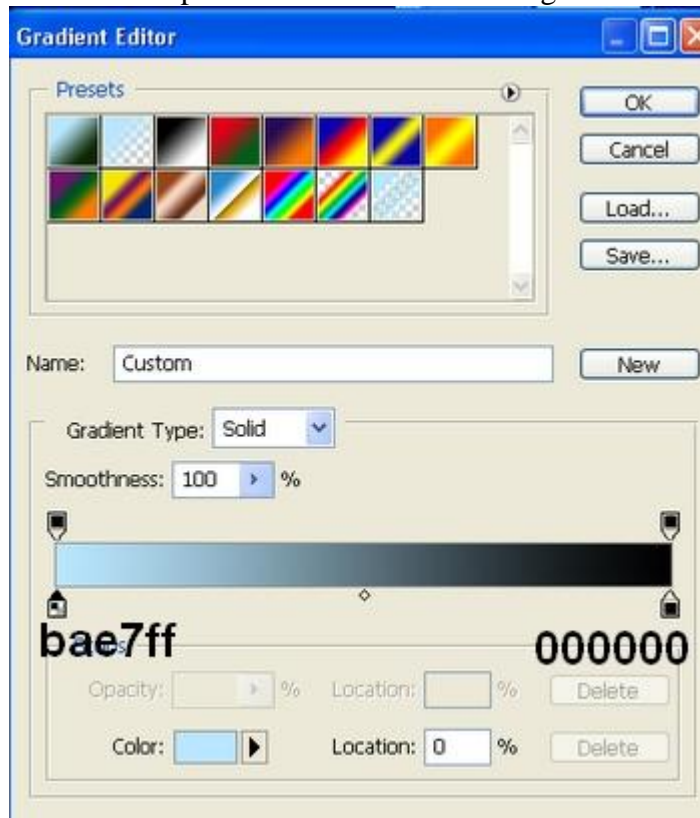 Gradient Editor
Presets
OK
Cancel
Load...
Save...
Name: Custom
New
Gradient Type: Solid
Smoothness: 100 %
bae7ff
000000
Opacity: % Location: % Delete
Color: Location: 0 % Delete